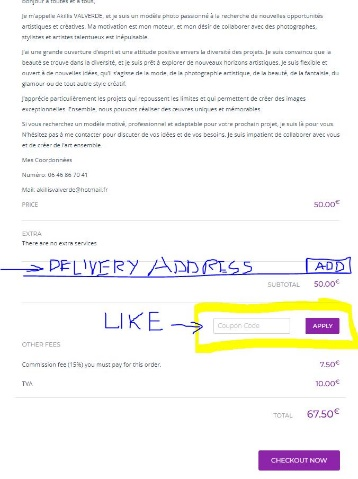 Bonjour à toutes et à tous,
Je m'appelle Akillis VALVERDE, et je suis un modèle photo passionné à la recherche de nouvelles opportunités
artistiques et créatives. Ma motivation est mon moteur, et mon désir de collaborer avec des photographes,
stylistes et artistes talentueux est inépuisable.
J'ai une grande ouverture d'esprit et une attitude positive envers la diversité des projets. Je suis convaincu que la
beauté se trouve dans la diversité, et je suis prêt à explorer de nouveaux horizons artistiques. Je suis flexible et
ouvert à de nouvelles idées, qu'il s'agisse de la mode, de la photographie artistique, de la beauté, de la fantaisie, du
glamour ou de tout autre style créatif.
J'apprécie particulièrement les projets qui repoussent les limites et qui permettent de créer des images
exceptionnelles. Ensemble, nous pouvons réaliser des œuvres uniques et mémorables.
Si vous recherchez un modèle motivé, professionnel et adaptable pour votre prochain projet, je suis là pour vous.
N'hésitez pas à me contacter pour discuter de vos idées et de vos besoins. Je suis impatient de collaborer avec vous
et de créer de l'art ensemble.
Mes Coordonnées
Numéro: 06 46 86 70 41
Mail: akillisvalverde@hotmail.fr
PRICE 50.00€
EXTRA
There are no extra services
DELIVERY ADDRESS ADD
SUBTOTAL 50.00€
LIKE Coupon Code APPLY
OTHER FEES
Commission fee (15%) you must pay for this order. 7.50€
TVA 10.00€
TOTAL 67.50€
CHECKOUT NOW